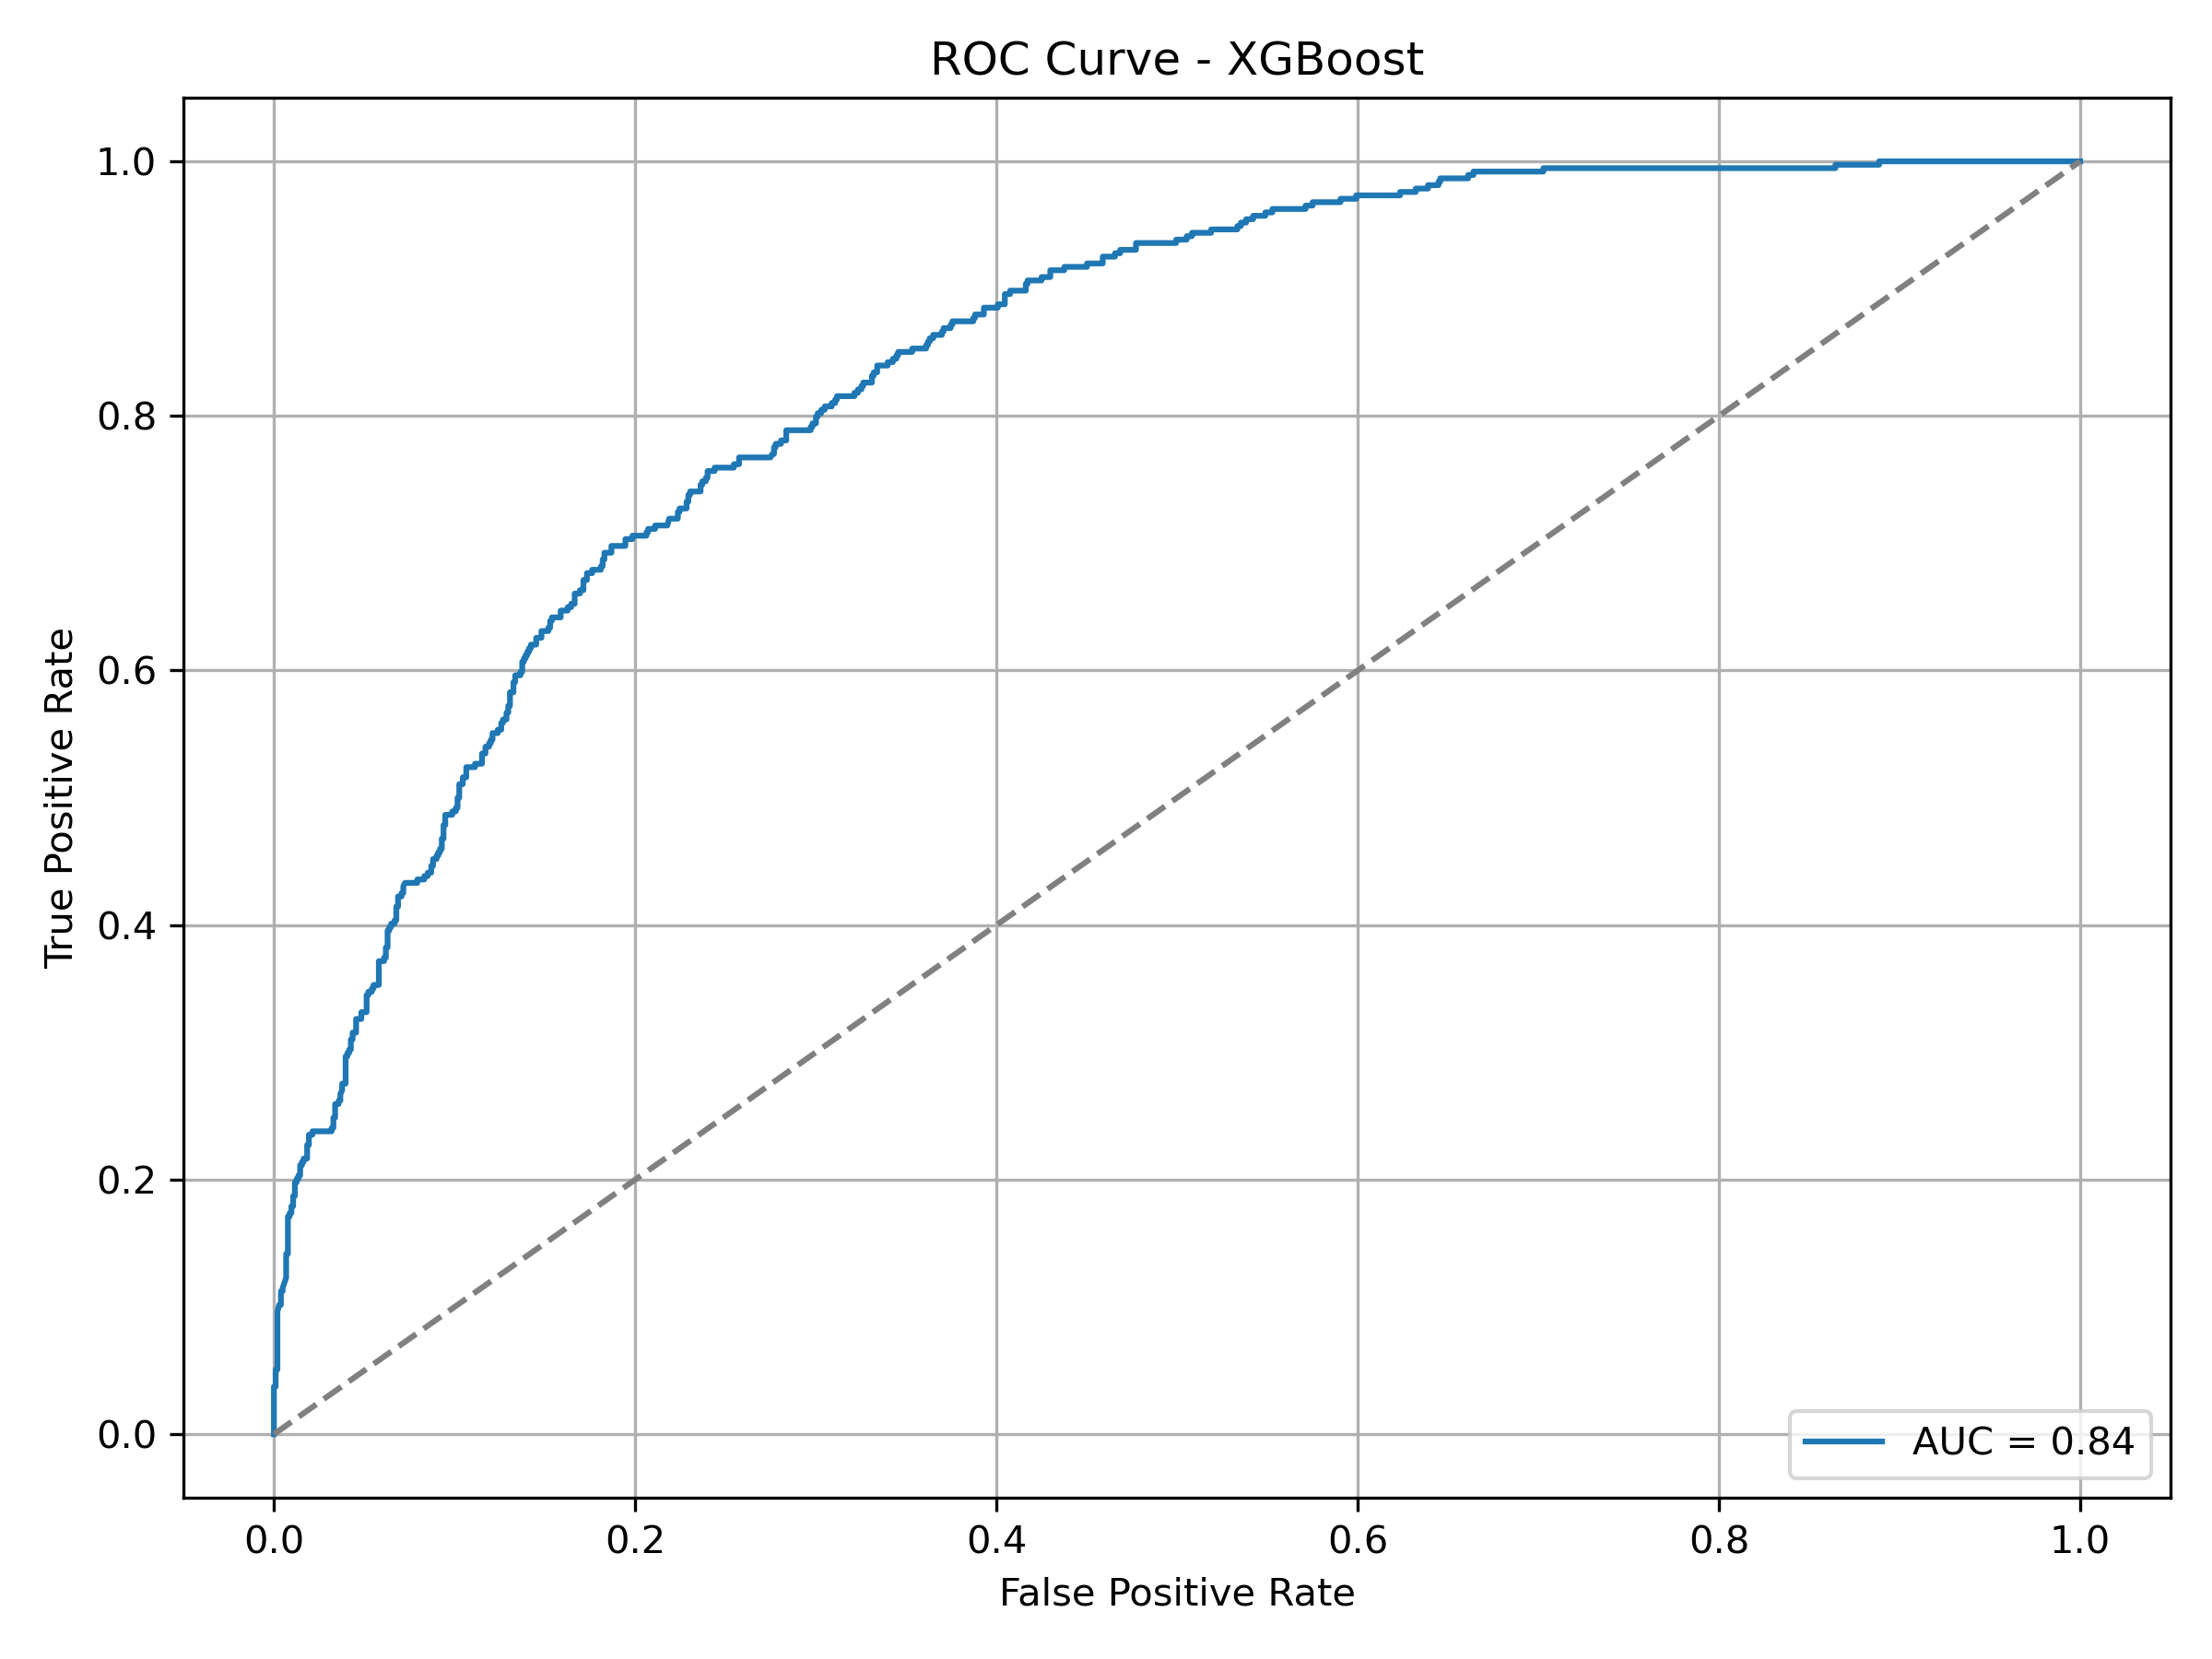 ROC Curve - XGBoost
True Positive Rate
1.0
0.8
0.6
0.4
0.2
0.0
AUC = 0.84
0.0 0.2 0.4 0.6 0.8 1.0
False Positive Rate